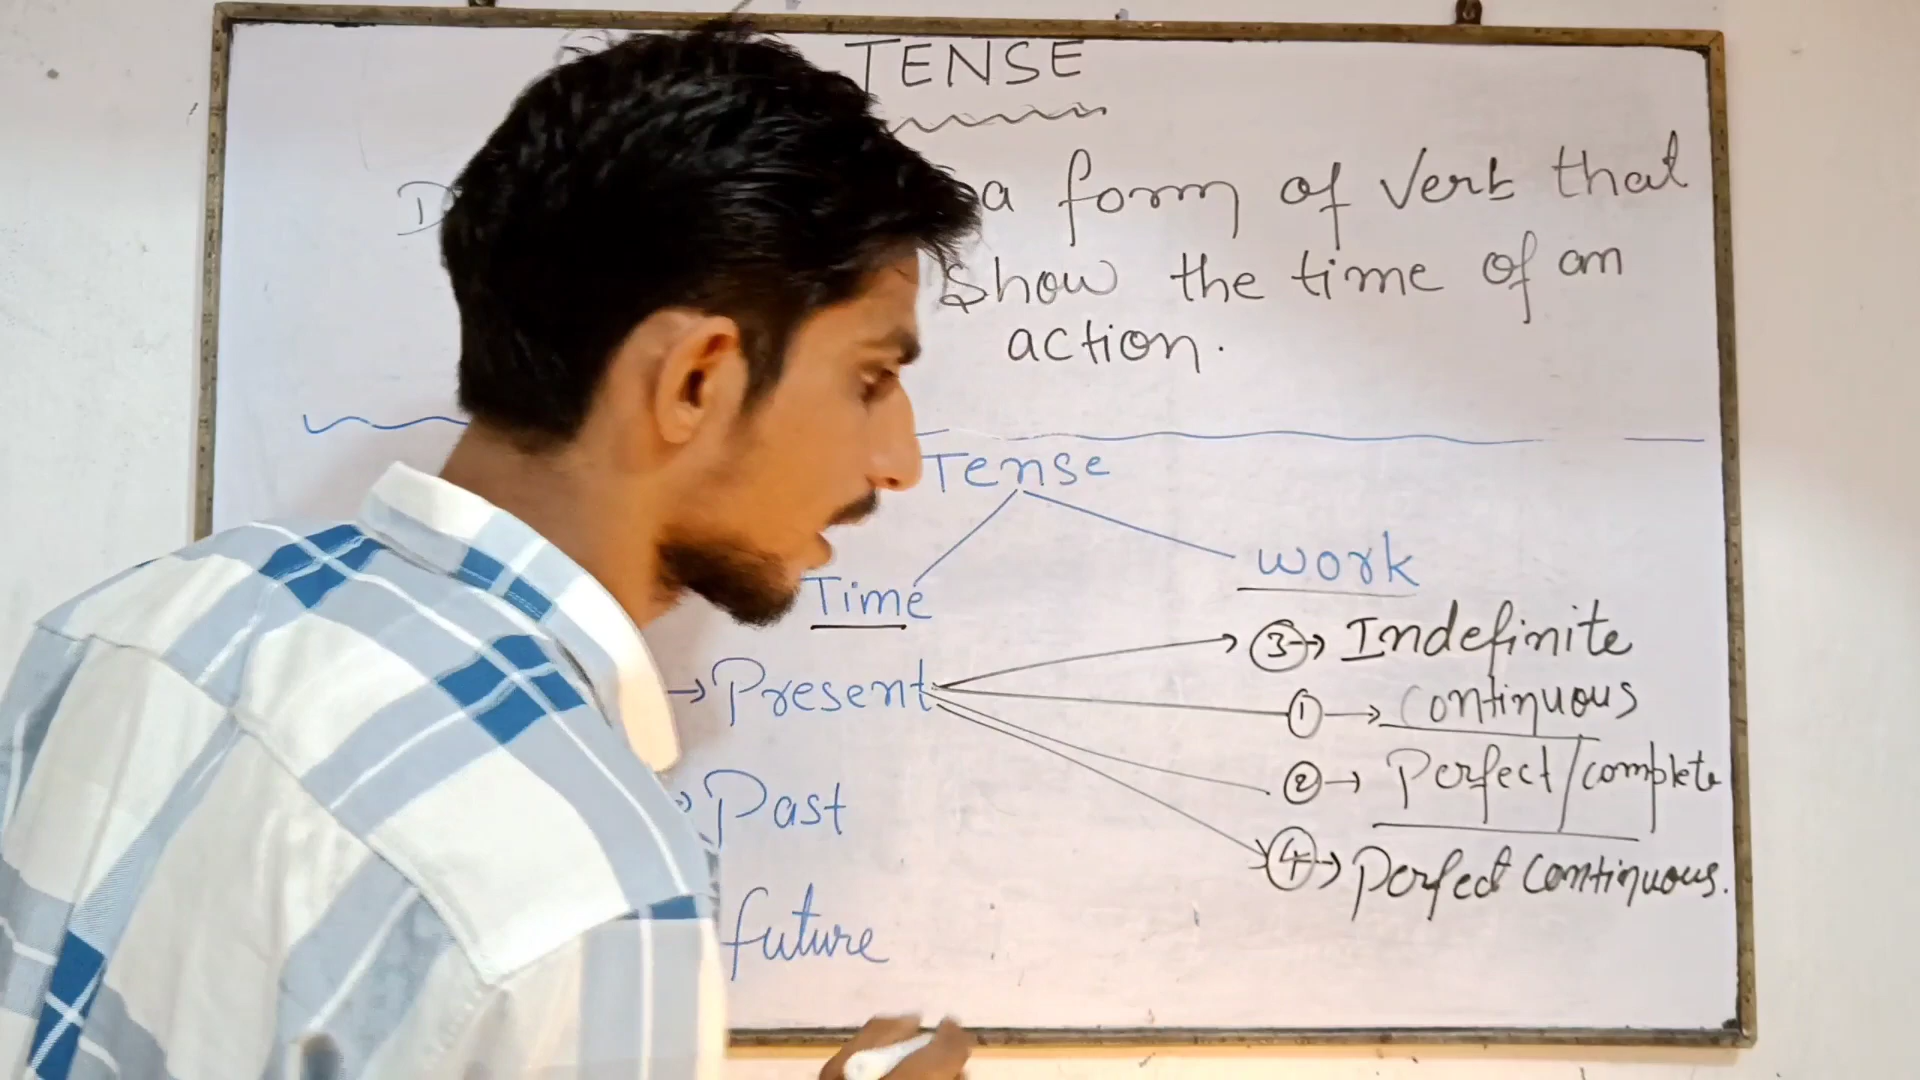 TENSE
a form of Verb that
Show the time of an
action.
Tense
Time
work
→ Present
→ Past
future
③→ Indefinite
① → Continuous
②→ Perfect/complete
④→ Perfect Continuous.